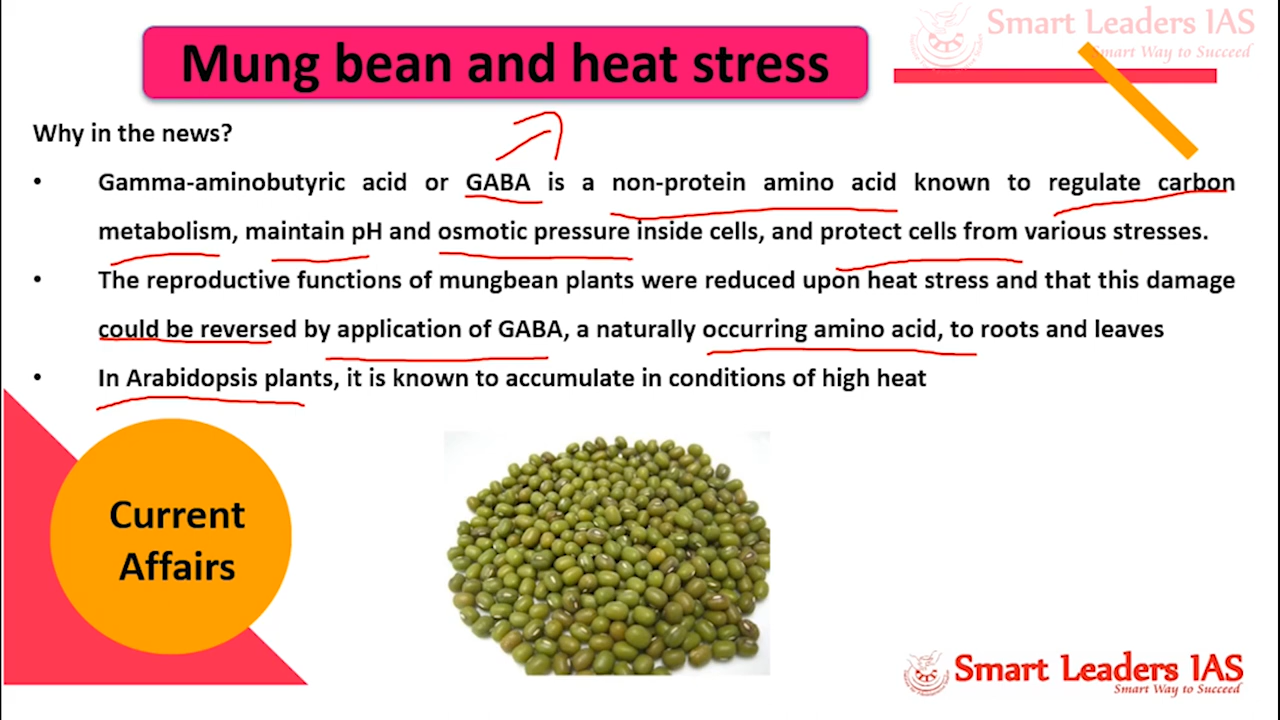 Smart Leaders IAS
Smart Way to Succeed
Mung bean and heat stress
Why in the news?
• Gamma-aminobutyric acid or GABA is a non-protein amino acid known to regulate carbon
metabolism, maintain pH and osmotic pressure inside cells, and protect cells from various stresses.
• The reproductive functions of mungbean plants were reduced upon heat stress and that this damage
could be reversed by application of GABA, a naturally occurring amino acid, to roots and leaves
• In Arabidopsis plants, it is known to accumulate in conditions of high heat
Current
Affairs
Smart Leaders IAS
Smart Way to Succeed